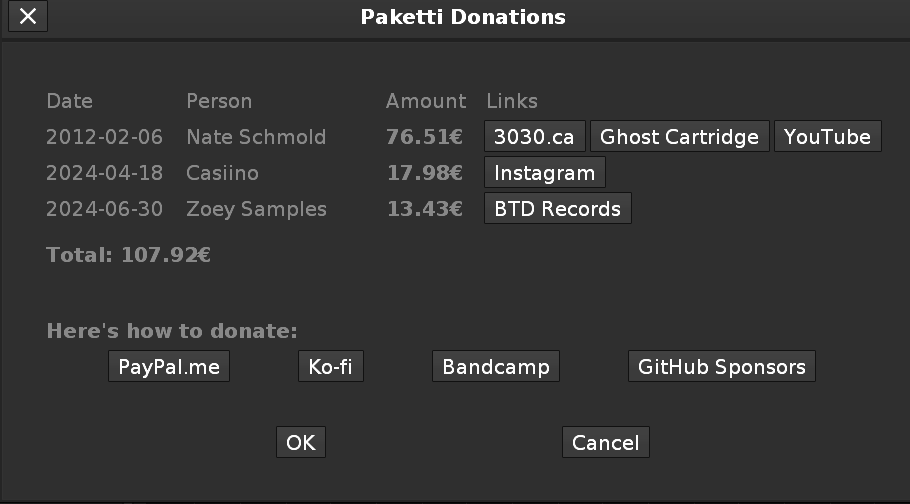 Paketti Donations
Date Person Amount Links
2012-02-06 Nate Schmold 76.51€ 3030.ca Ghost Cartridge YouTube
2024-04-18 Casiino 17.98€ Instagram
2024-06-30 Zoey Samples 13.43€ BTD Records
Total: 107.92€
Here's how to donate:
PayPal.me Ko-fi Bandcamp GitHub Sponsors
OK Cancel